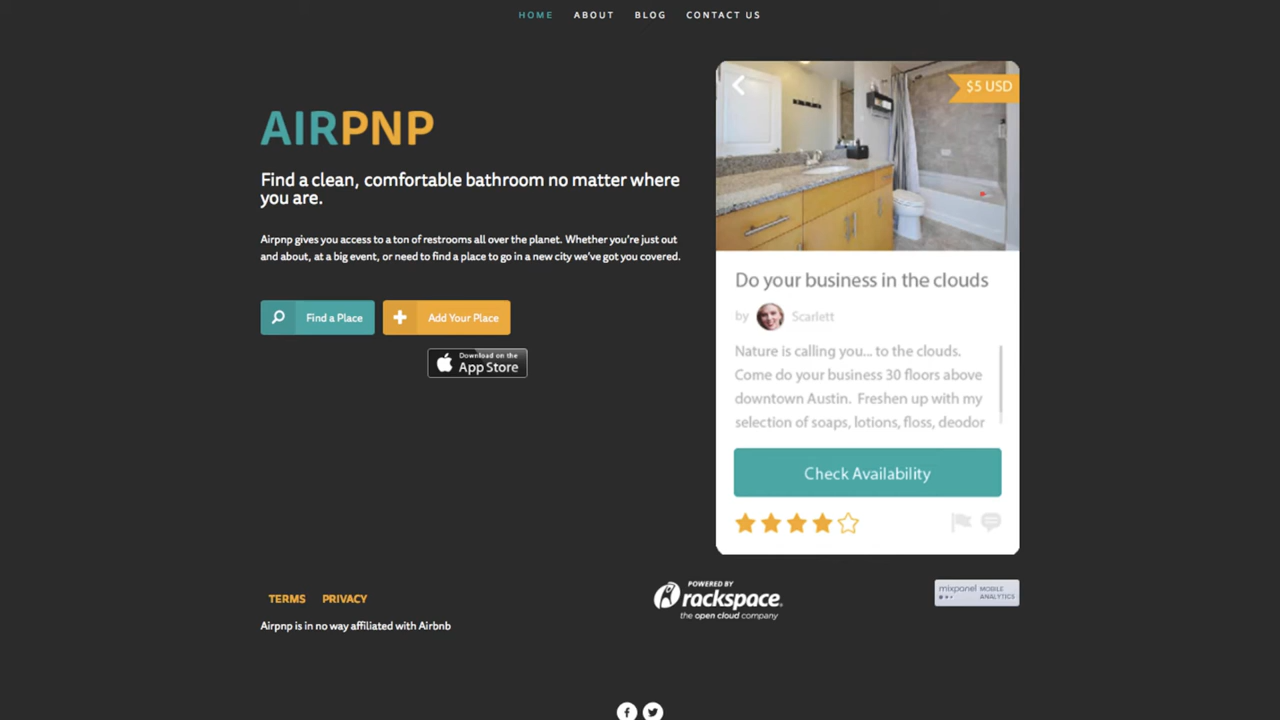 HOME ABOUT BLOG CONTACT US
AIRPNP
Find a clean, comfortable bathroom no matter where
you are.
Airpnp gives you access to a ton of restrooms all over the planet. Whether you're just out
and about, at a big event, or need to find a place to go in a new city we've got you covered.
Find a Place
Add Your Place
Download on the
App Store
$5 USD
Do your business in the clouds
by Scarlett
Nature is calling you... to the clouds.
Come do your business 30 floors above
downtown Austin. Freshen up with my
selection of soaps, lotions, floss, deodor
Check Availability
TERMS PRIVACY
Airpnp is in no way affiliated with Airbnb
POWERED BY
rackspace.
the open cloud company
mixpanel MOBILE
ANALYTICS